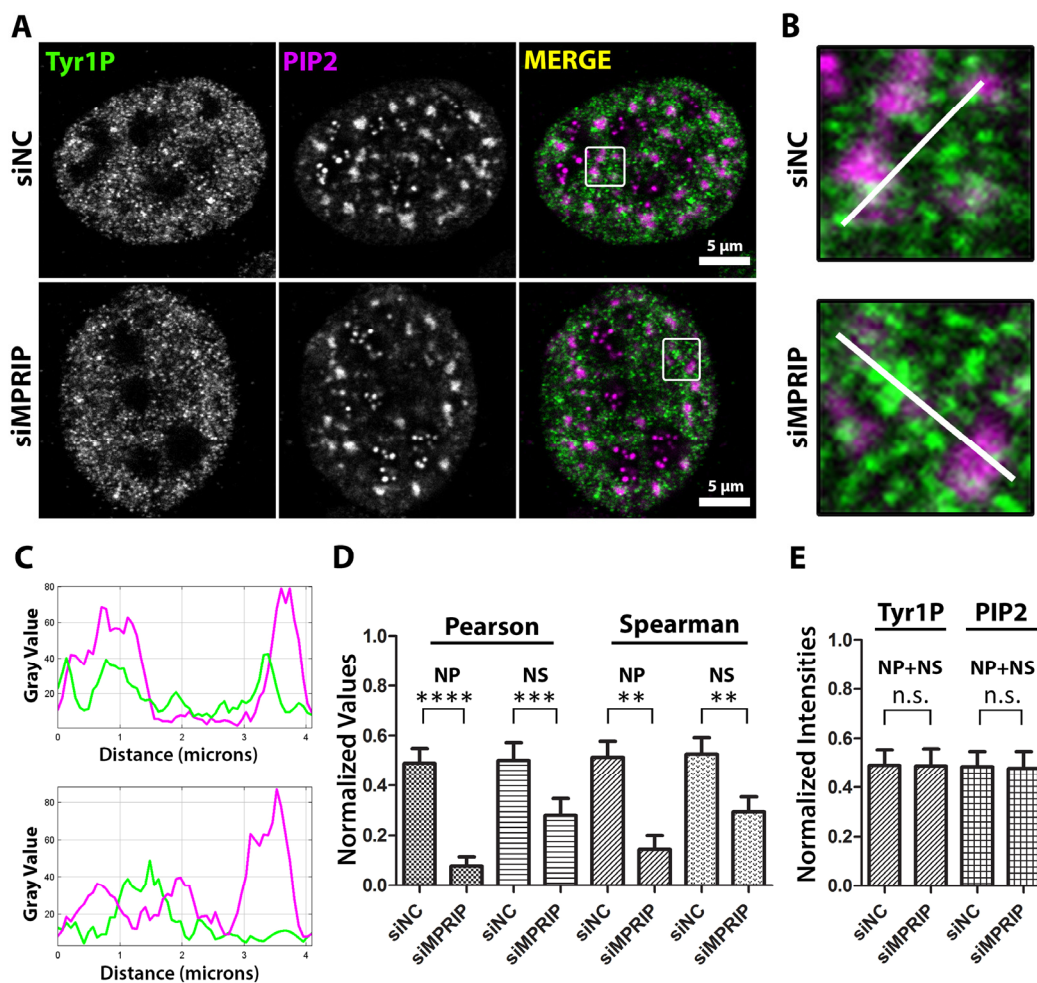 A
B
Tyr1P PIP2 MERGE
siNC
5 µm
siNC
siMPRIP
5 µm
siMPRIP
C
Gray Value
80
60
40
20
0 1 2 3 4
Distance (microns)
Gray Value
80
60
40
20
0 1 2 3 4
Distance (microns)
D
Pearson Spearman
NP NS NP NS
**** *** ** **
Normalized Values
1.0
0.8
0.6
0.4
0.2
0.0
siNC siMPRIP siNC siMPRIP siNC siMPRIP siNC siMPRIP
E
Tyr1P PIP2
NP+NS NP+NS
n.s. n.s.
Normalized Intensities
1.0
0.8
0.6
0.4
0.2
0.0
siNC siMPRIP siNC siMPRIP